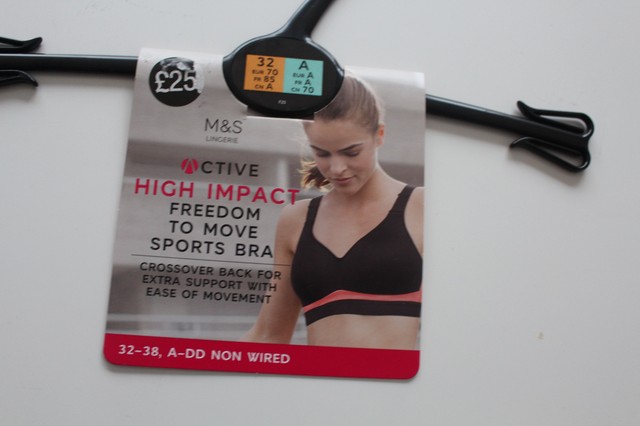 32 A
EUR 70 EUR A
FR 85 FR A
CH A CH 70
£25
M&S
LINGERIE
ACTIVE
HIGH IMPACT
FREEDOM
TO MOVE
SPORTS BRA
CROSSOVER BACK FOR
EXTRA SUPPORT WITH
EASE OF MOVEMENT
32-38, A-DD NON WIRED